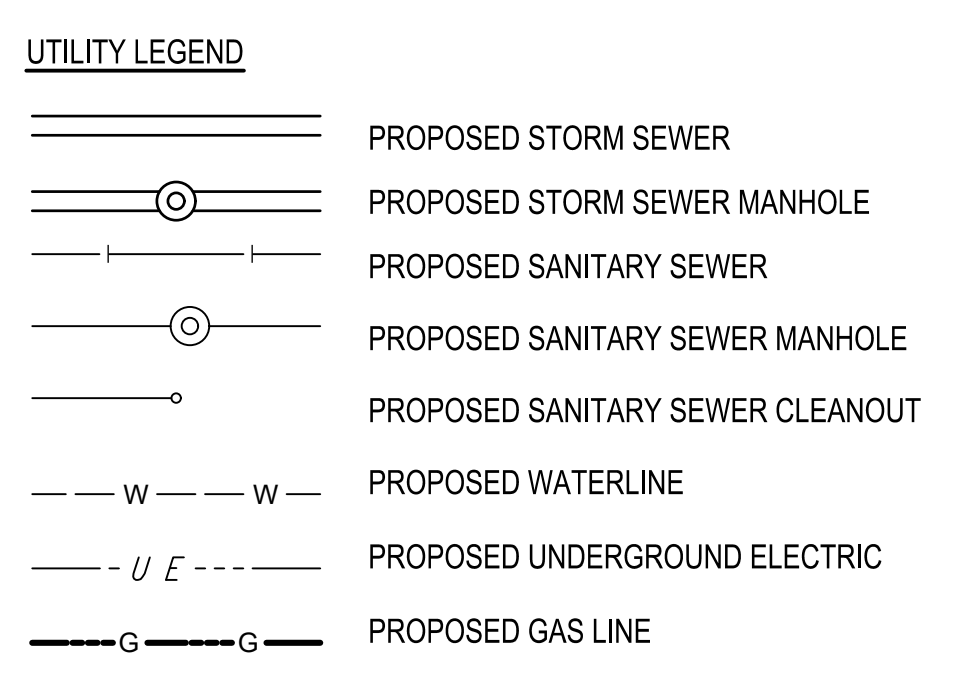 UTILITY LEGEND
PROPOSED STORM SEWER
PROPOSED STORM SEWER MANHOLE
PROPOSED SANITARY SEWER
PROPOSED SANITARY SEWER MANHOLE
PROPOSED SANITARY SEWER CLEANOUT
W W PROPOSED WATERLINE
UE PROPOSED UNDERGROUND ELECTRIC
G G PROPOSED GAS LINE